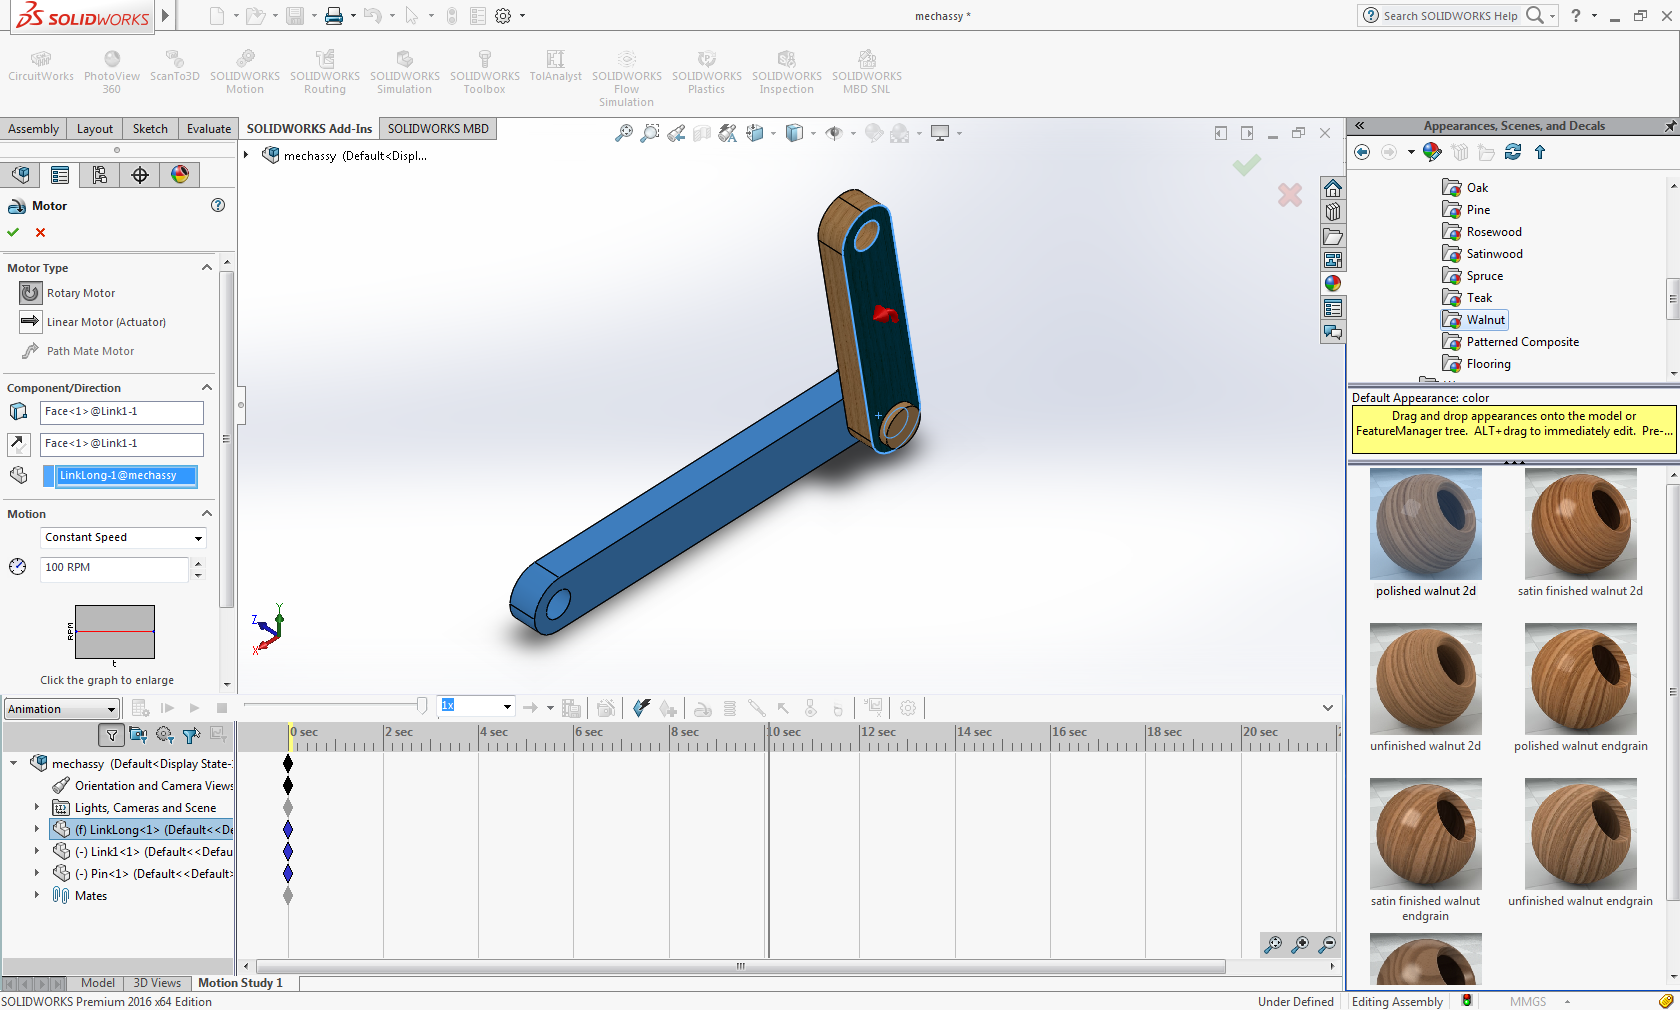 SOLIDWORKS
mechassy *
Search SOLIDWORKS Help
?
CircuitWorks
PhotoView
360
ScanTo3D
SOLIDWORKS
Motion
SOLIDWORKS
Routing
SOLIDWORKS
Simulation
SOLIDWORKS
Toolbox
TolAnalyst
SOLIDWORKS
Flow
Simulation
SOLIDWORKS
Plastics
SOLIDWORKS
Inspection
SOLIDWORKS
MBD SNL
Assembly
Layout
Sketch
Evaluate
SOLIDWORKS Add-Ins
SOLIDWORKS MBD
mechassy (Default<Displ...
Motor
Motor Type
Rotary Motor
Linear Motor (Actuator)
Path Mate Motor
Component/Direction
Face<1>@Link1-1
Face<1>@Link1-1
LinkLong-1@mechassy
Motion
Constant Speed
100 RPM
RPM
t
Click the graph to enlarge
Y
Z
X
Appearances, Scenes, and Decals
Oak
Pine
Rosewood
Satinwood
Spruce
Teak
Walnut
Patterned Composite
Flooring
Default Appearance: color
Drag and drop appearances onto the model or
FeatureManager tree. ALT+drag to immediately edit. Pre-...
polished walnut 2d
satin finished walnut 2d
unfinished walnut 2d
polished walnut endgrain
satin finished walnut
endgrain
unfinished walnut endgrain
Animation
1x
0 sec
2 sec
4 sec
6 sec
8 sec
10 sec
12 sec
14 sec
16 sec
18 sec
20 sec
mechassy (Default<Display State-
Orientation and Camera Views
Lights, Cameras and Scene
(f) LinkLong<1> (Default<<De
(-) Link1<1> (Default<<Defau
(-) Pin<1> (Default<<Default>
Mates
Model
3D Views
Motion Study 1
SOLIDWORKS Premium 2016 x64 Edition
Under Defined
Editing Assembly
MMGS